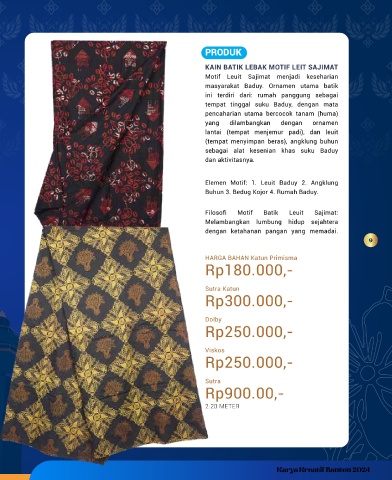 PRODUK
KAIN BATIK LEBAK MOTIF LEIT SAJIMAT
Motif Leuit Sajimat menjadi keseharian
masyarakat Baduy. Ornamen utama batik
ini terdiri dari: rumah panggung sebagai
tempat tinggal suku Baduy, dengan mata
pencaharian utama bercocok tanam (huma)
yang dilambangkan dengan ornamen
lantai (tempat menjemur padi), dan leuit
(tempat menyimpan beras), angklung buhun
sebagai alat kesenian khas suku Baduy
dan aktivitasnya.
Elemen Motif: 1. Leuit Baduy 2. Angklung
Buhun 3. Bedug Kojor 4. Rumah Baduy.
Filosofi Motif Batik Leuit Sajimat:
Melambangkan lumbung hidup sejahtera
dengan ketahanan pangan yang memadai.
9
HARGA BAHAN Katun Primisma
Rp180.000,-
Sutra Katun
Rp300.000,-
Dolby
Rp250.000,-
Viskos
Rp250.000,-
Sutra
Rp900.00,-
2.20 METER
Karya Kreatif Banten 2024